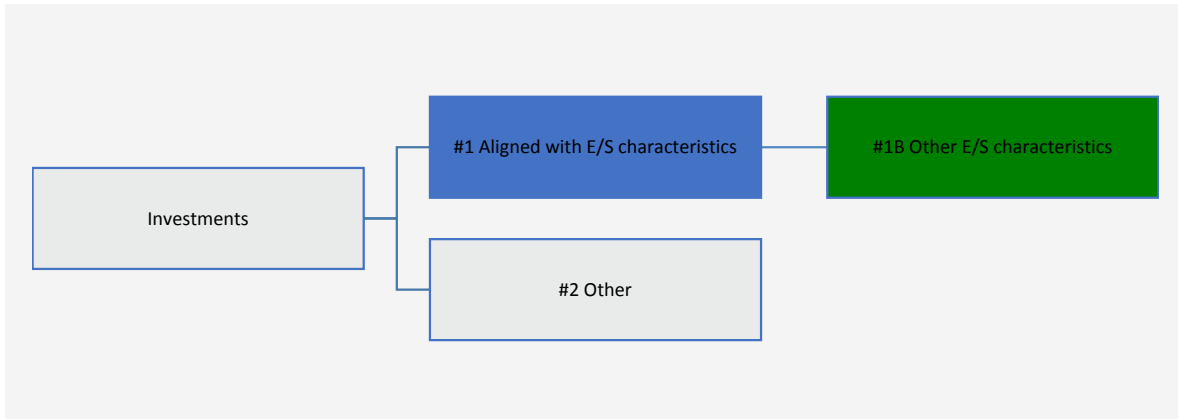 #1 Aligned with E/S characteristics
#1B Other E/S characteristics
Investments
#2 Other